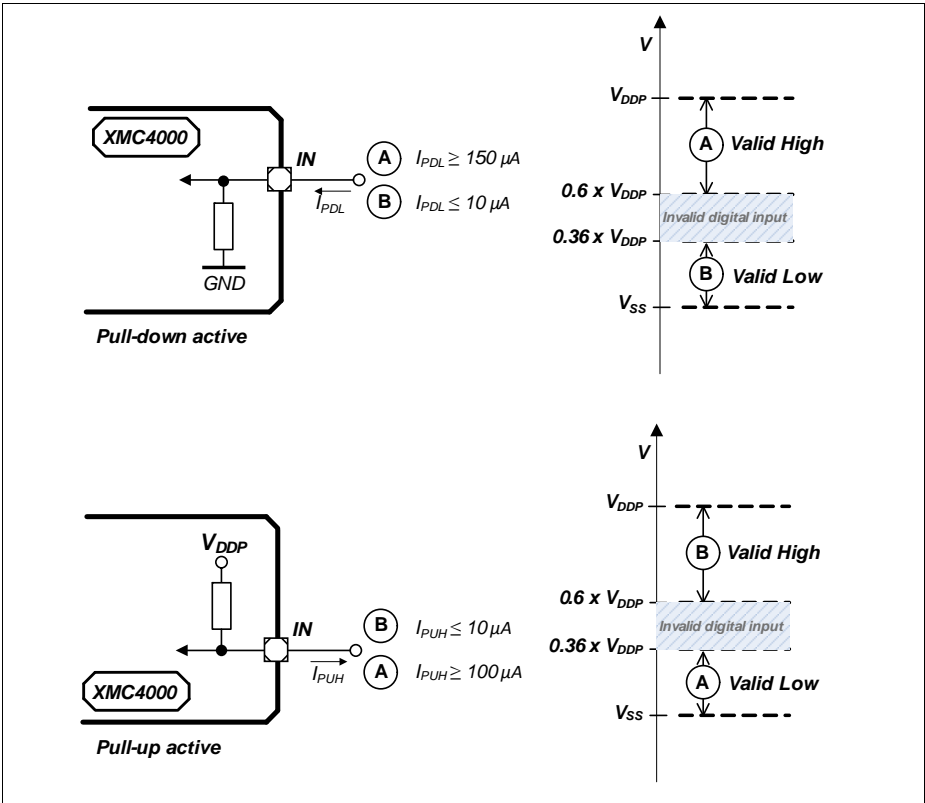 XMC4000
IN
A I_PDL ≥ 150 µA
B I_PDL ≤ 10 µA
I_PDL
GND
Pull-down active
V
V_DDP
A Valid High
0.6 x V_DDP
Invalid digital input
0.36 x V_DDP
B Valid Low
V_SS
V_DDP
IN
B I_PUH ≤ 10 µA
A I_PUH ≥ 100 µA
I_PUH
XMC4000
Pull-up active
V
V_DDP
B Valid High
0.6 x V_DDP
Invalid digital input
0.36 x V_DDP
A Valid Low
V_SS